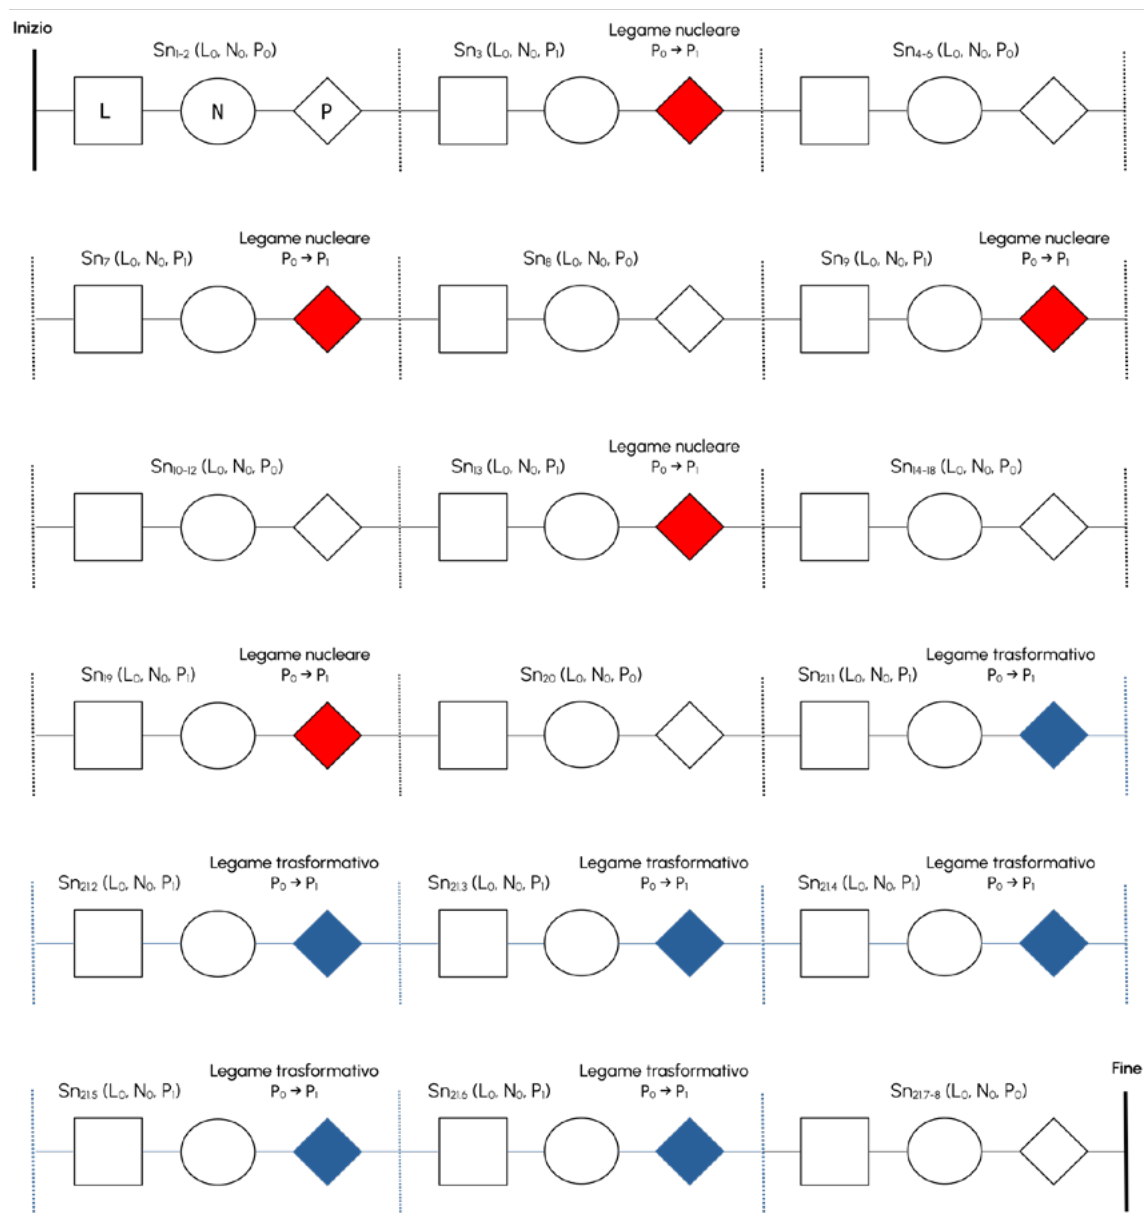 Inizio
Sn₁₋₂ (L₀, N₀, P₀)
L
N
P
Sn₃ (L₀, N₀, P₁)
Legame nucleare
P₀ → P₁
Sn₄₋₆ (L₀, N₀, P₀)
Sn₇ (L₀, N₀, P₁)
Legame nucleare
P₀ → P₁
Sn₈ (L₀, N₀, P₀)
Sn₉ (L₀, N₀, P₁)
Legame nucleare
P₀ → P₁
Sn₁₀₋₁₂ (L₀, N₀, P₀)
Sn₁₃ (L₀, N₀, P₁)
Legame nucleare
P₀ → P₁
Sn₁₄₋₁₈ (L₀, N₀, P₀)
Sn₁₉ (L₀, N₀, P₁)
Legame nucleare
P₀ → P₁
Sn₂₀ (L₀, N₀, P₀)
Sn₂₁.₁ (L₀, N₀, P₁)
Legame trasformativo
P₀ → P₁
Sn₂₁.₂ (L₀, N₀, P₁)
Legame trasformativo
P₀ → P₁
Sn₂₁.₃ (L₀, N₀, P₁)
Legame trasformativo
P₀ → P₁
Sn₂₁.₄ (L₀, N₀, P₁)
Legame trasformativo
P₀ → P₁
Sn₂₁.₅ (L₀, N₀, P₁)
Legame trasformativo
P₀ → P₁
Sn₂₁.₆ (L₀, N₀, P₁)
Legame trasformativo
P₀ → P₁
Sn₂₁.₇₋₈ (L₀, N₀, P₀)
Fine